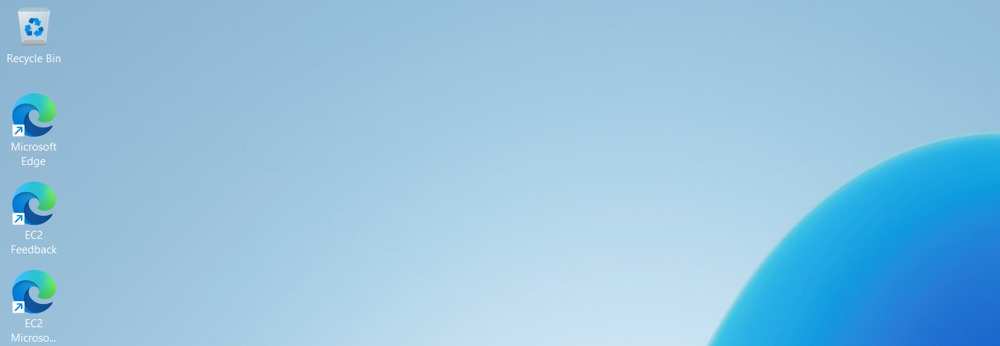 Recycle Bin
Microsoft
Edge
EC2
Feedback
EC2
Microso...